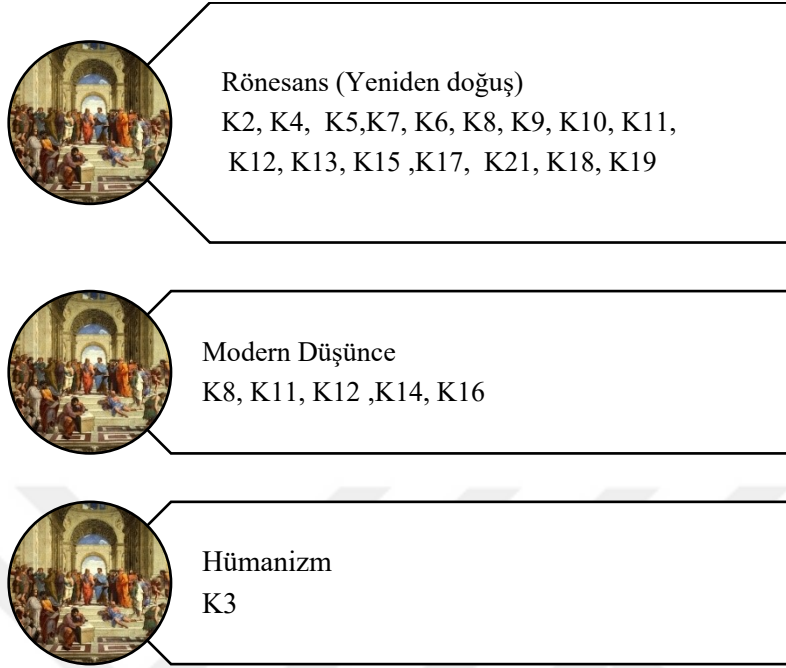 Rönesans (Yeniden doğuş)
K2, K4, K5,K7, K6, K8, K9, K10, K11,
K12, K13, K15 ,K17, K21, K18, K19
Modern Düşünce
K8, K11, K12 ,K14, K16
Hümanizm
K3